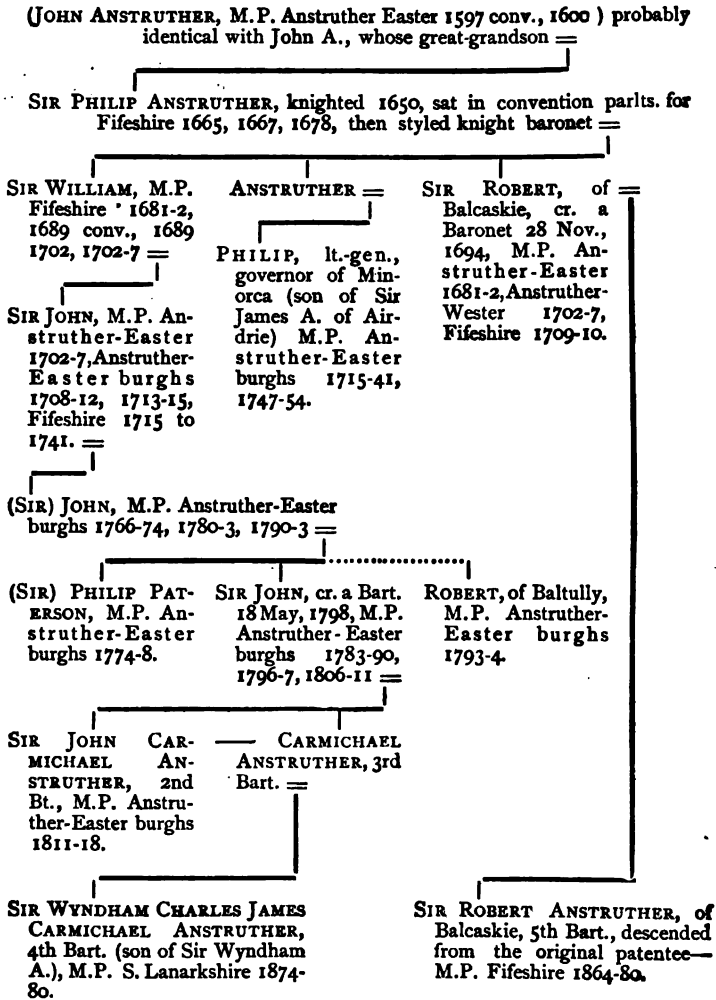 (JOHN ANSTRUTHER, M.P. Anstruther Easter 1597 conv., 1600 ) probably
identical with John A., whose great-grandson =
SIR PHILIP ANSTRUTHER, knighted 1650, sat in convention parlts. for
Fifeshire 1665, 1667, 1678, then styled knight baronet =
SIR WILLIAM, M.P.
Fifeshire 1681-2,
1689 conv., 1689
1702, 1702-7 =
SIR JOHN, M.P. An-
struther-Easter
1702-7, Anstruther-
Easter burghs
1708-12, 1713-15,
Fifeshire 1715 to
1741. =
ANSTRUTHER =
PHILIP, lt.-gen.,
governor of Min-
orca (son of Sir
James A. of Air-
drie) M.P. An-
struther-Easter
burghs 1715-41,
1747-54.
SIR ROBERT, of =
Balcaskie, cr. a
Baronet 28 Nov.,
1694, M.P. An-
struther-Easter
1681-2, Anstruther-
Wester 1702-7,
Fifeshire 1709-10.
(SIR) JOHN, M.P. Anstruther-Easter
burghs 1766-74, 1780-3, 1790-3 =
(SIR) PHILIP PAT-
ERSON, M.P. An-
struther-Easter
burghs 1774-8.
SIR JOHN, cr. a Bart.
18 May, 1798, M.P.
Anstruther-Easter
burghs 1783-90,
1796-7, 1806-11 =
ROBERT, of Baltully,
M.P. Anstruther-
Easter burghs
1793-4.
SIR JOHN CAR-
MICHAEL AN-
STRUTHER, 2nd
Bt., M.P. Anstru-
ther-Easter burghs
1811-18.
—— CARMICHAEL
ANSTRUTHER, 3rd
Bart. =
SIR WYNDHAM CHARLES JAMES
CARMICHAEL ANSTRUTHER,
4th Bart. (son of Sir Wyndham
A.), M.P. S. Lanarkshire 1874-
80.
SIR ROBERT ANSTRUTHER, of
Balcaskie, 5th Bart., descended
from the original patentee—
M.P. Fifeshire 1864-80.